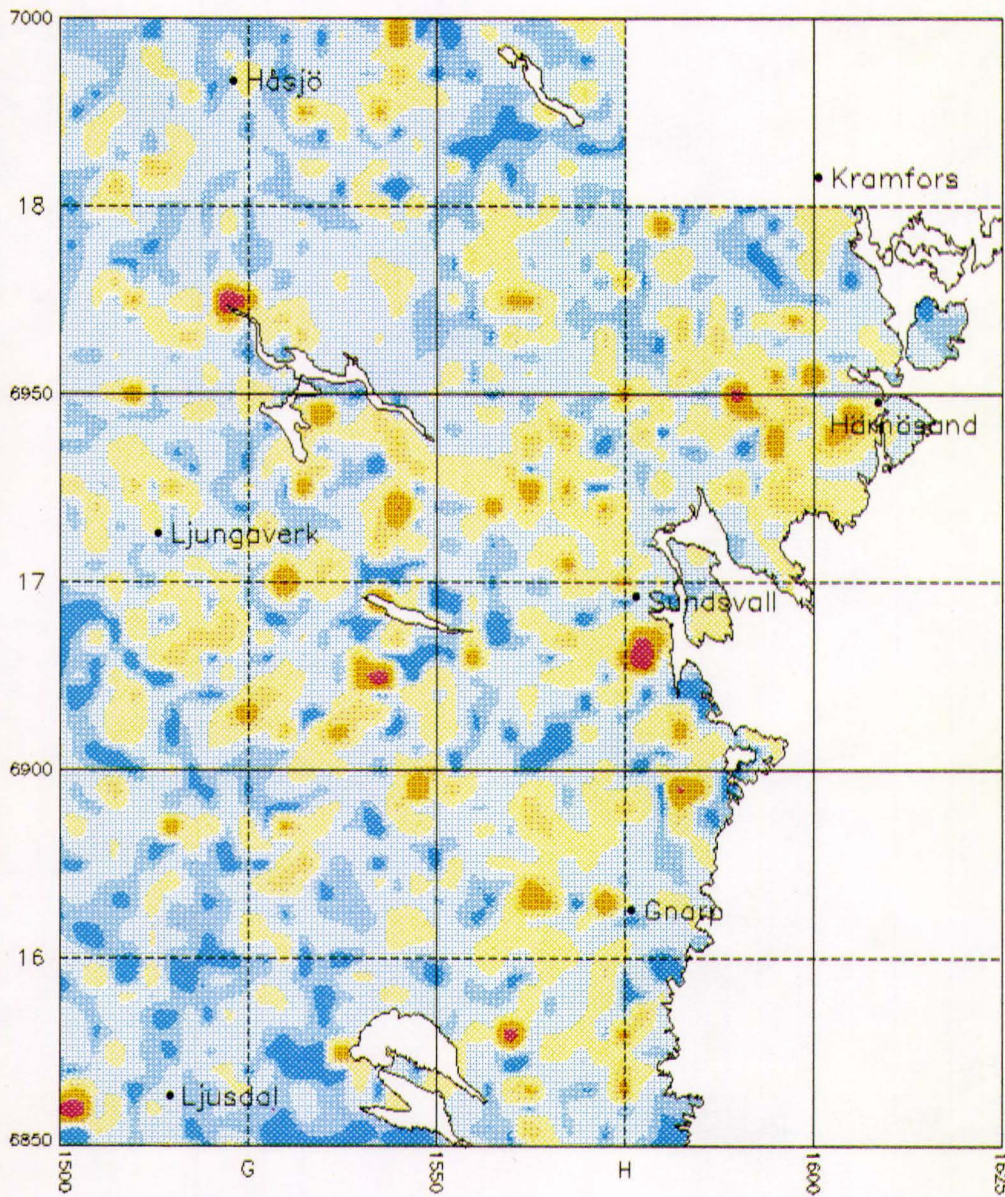 7000
Håsjö
Kramfors
18
6950
Härnösand
Ljungaverk
17
Sundsvall
6900
Gnarp
16
Ljusdal
6850
1500
G
1550
H
1600